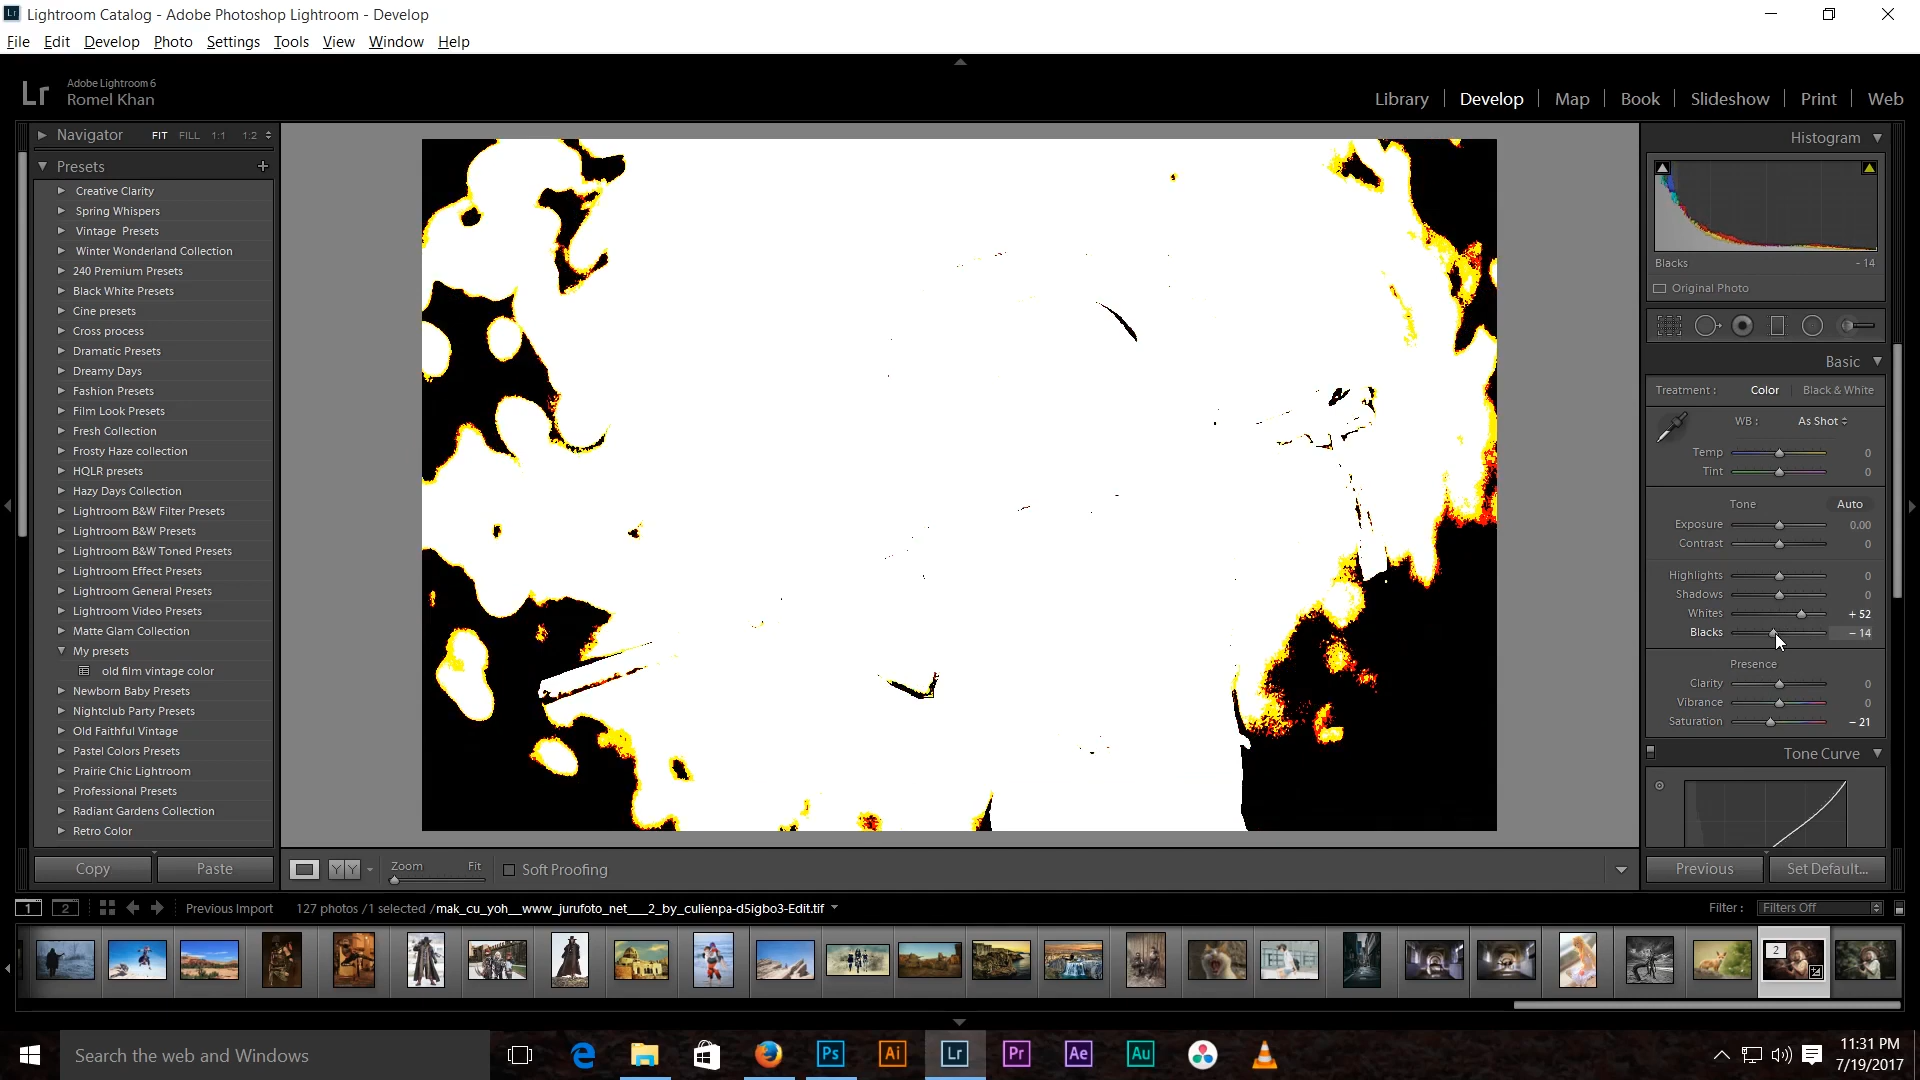 Lr Lightroom Catalog - Adobe Photoshop Lightroom - Develop
File Edit Develop Photo Settings Tools View Window Help
Lr Adobe Lightroom 6
Romel Khan
Library | Develop | Map | Book | Slideshow | Print | Web
Navigator FIT FILL 1:1 1:2
Presets +
Creative Clarity
Spring Whispers
Vintage Presets
Winter Wonderland Collection
240 Premium Presets
Black White Presets
Cine presets
Cross process
Dramatic Presets
Dreamy Days
Fashion Presets
Film Look Presets
Fresh Collection
Frosty Haze collection
HQLR presets
Hazy Days Collection
Lightroom B&W Filter Presets
Lightroom B&W Presets
Lightroom B&W Toned Presets
Lightroom Effect Presets
Lightroom General Presets
Lightroom Video Presets
Matte Glam Collection
My presets
old film vintage color
Newborn Baby Presets
Nightclub Party Presets
Old Faithful Vintage
Pastel Colors Presets
Prairie Chic Lightroom
Professional Presets
Radiant Gardens Collection
Retro Color
Copy Paste
Histogram
Blacks - 14
Original Photo
Basic
Treatment : Color | Black & White
WB : As Shot
Temp 0
Tint 0
Tone Auto
Exposure 0.00
Contrast 0
Highlights 0
Shadows 0
Whites + 52
Blacks - 14
Presence
Clarity 0
Vibrance 0
Saturation - 21
Tone Curve
Previous Set Default...
YY Zoom Fit Soft Proofing
1 2 Previous Import 127 photos /1 selected /mak_cu_yoh__www_jurufoto_net___2_by_culienpa-d5igbo3-Edit.tif Filter : Filters Off
2
Search the web and Windows
Ps Ai Lr Pr Ae Au
11:31 PM
7/19/2017